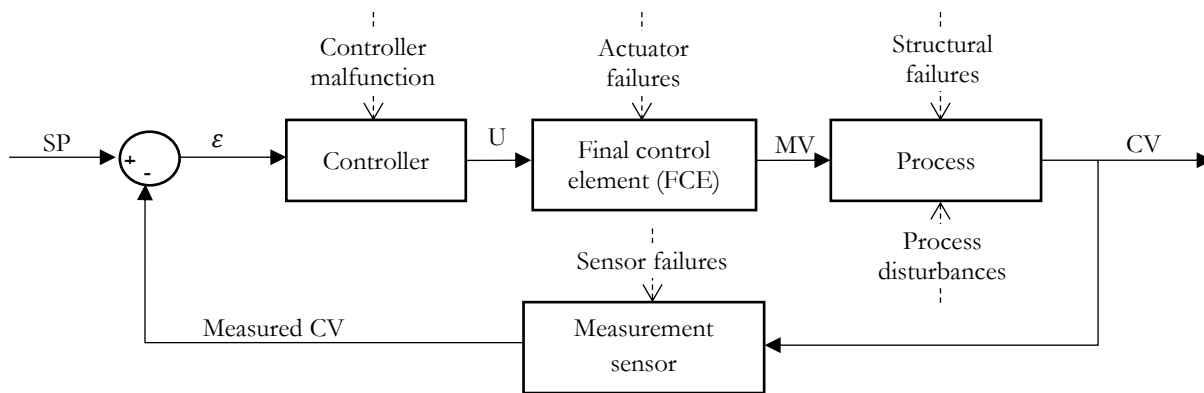 Controller
malfunction
Actuator
failures
Structural
failures
SP
+
-
ε
Controller
U
Final control
element (FCE)
MV
Process
CV
Process
disturbances
Sensor failures
Measured CV
Measurement
sensor